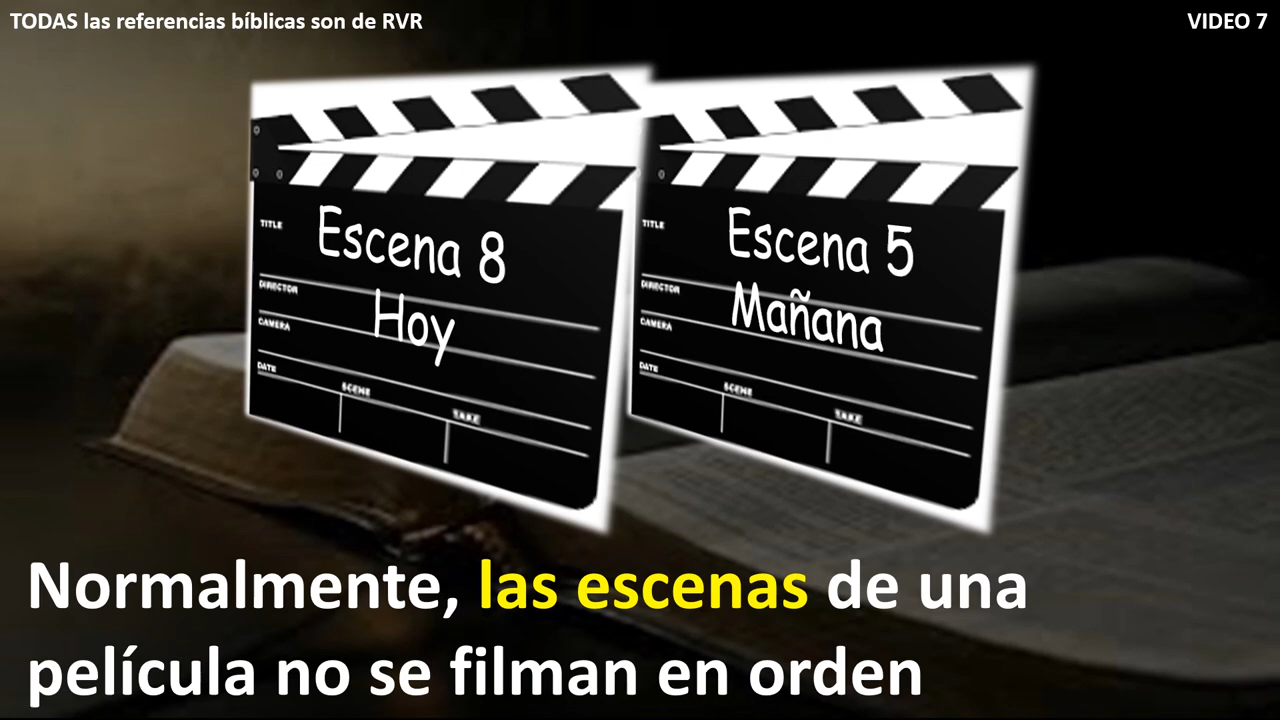 TODAS las referencias bíblicas son de RVR
VIDEO 7
TITLE
Escena 8
DIRECTOR
Hoy
CAMERA
DATE
SCENE
TAKE
TITLE
Escena 5
DIRECTOR
Mañana
CAMERA
DATE
SCENE
TAKE
Normalmente, las escenas de una
película no se filman en orden